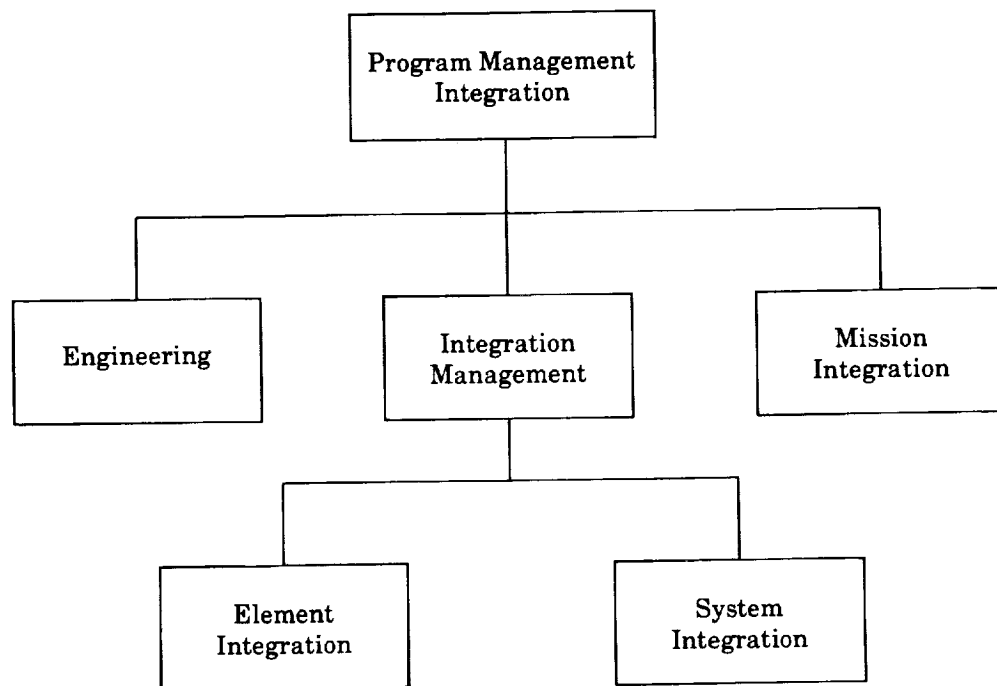 Program Management
Integration
Engineering
Integration
Management
Mission
Integration
Element
Integration
System
Integration